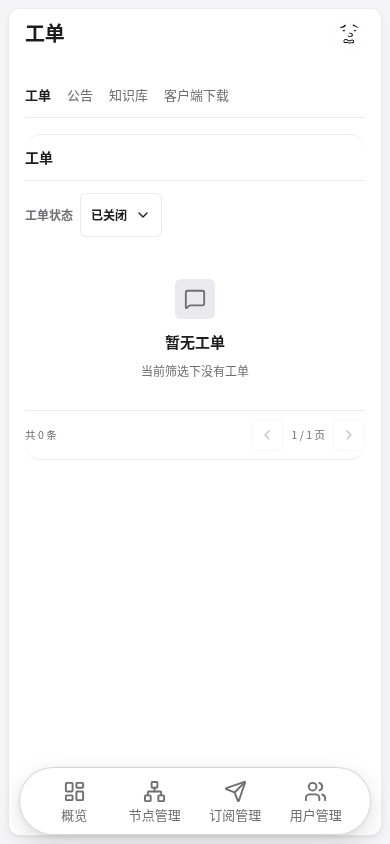 工单
工单 公告 知识库 客户端下载
工单
工单状态 已关闭
暂无工单
当前筛选下没有工单
共 0 条 1 / 1 页
概览 节点管理 订阅管理 用户管理